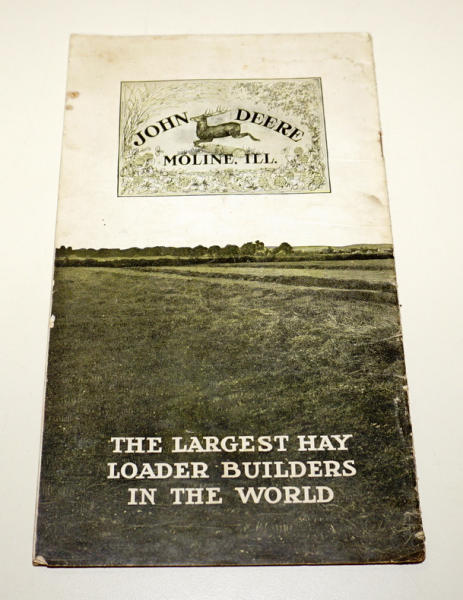 JOHN DEERE
MOLINE, ILL.
THE LARGEST HAY
LOADER BUILDERS
IN THE WORLD